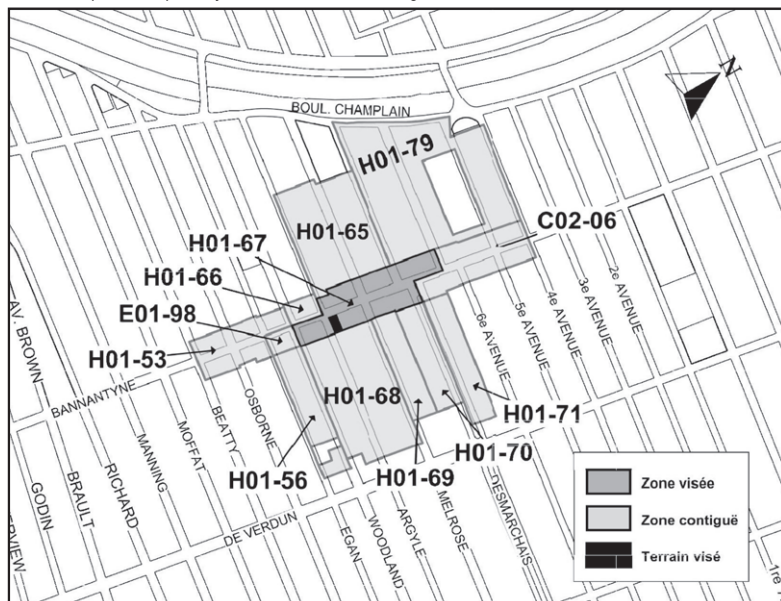 BOUL. CHAMPLAIN
N
H01-79
H01-65
C02-06
H01-67
H01-66
E01-98
H01-53
2e AVENUE
3e AVENUE
4e AVENUE
5e AVENUE
6e AVENUE
AV. BROWN
BANNANTYNE
OSBORNE
BEATTY
MOFFAT
MANNING
RICHARD
BRAULT
GODIN
ERVIEW
H01-68
H01-71
H01-56
H01-69
H01-70
DE VERDUN
EGAN
WOODLAND
ARGYLE
MELROSE
DESMARCHAIS
1re
Zone visée
Zone contiguë
Terrain visé